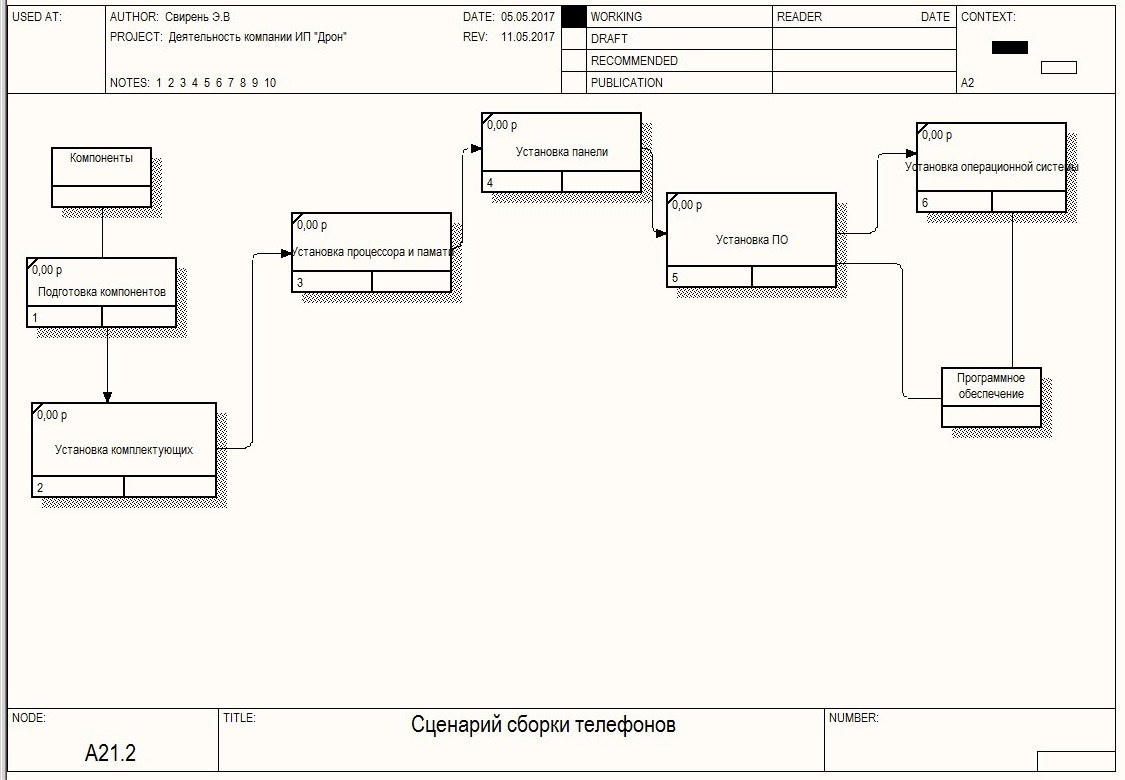 USED AT:
AUTHOR: Свирень Э.В
DATE: 05.05.2017
PROJECT: Деятельность компании ИП "Дрон"
REV: 11.05.2017
NOTES: 1 2 3 4 5 6 7 8 9 10
WORKING
DRAFT
RECOMMENDED
PUBLICATION
READER
DATE
CONTEXT:
A2
Компоненты
0,00 р
Подготовка компонентов
1
0,00 р
Установка комплектующих
2
0,00 р
Установка процессора и памяти
3
0,00 р
Установка панели
4
0,00 р
Установка ПО
5
0,00 р
Установка операционной системы
6
Программное
обеспечение
NODE:
A21.2
TITLE:
Сценарий сборки телефонов
NUMBER: